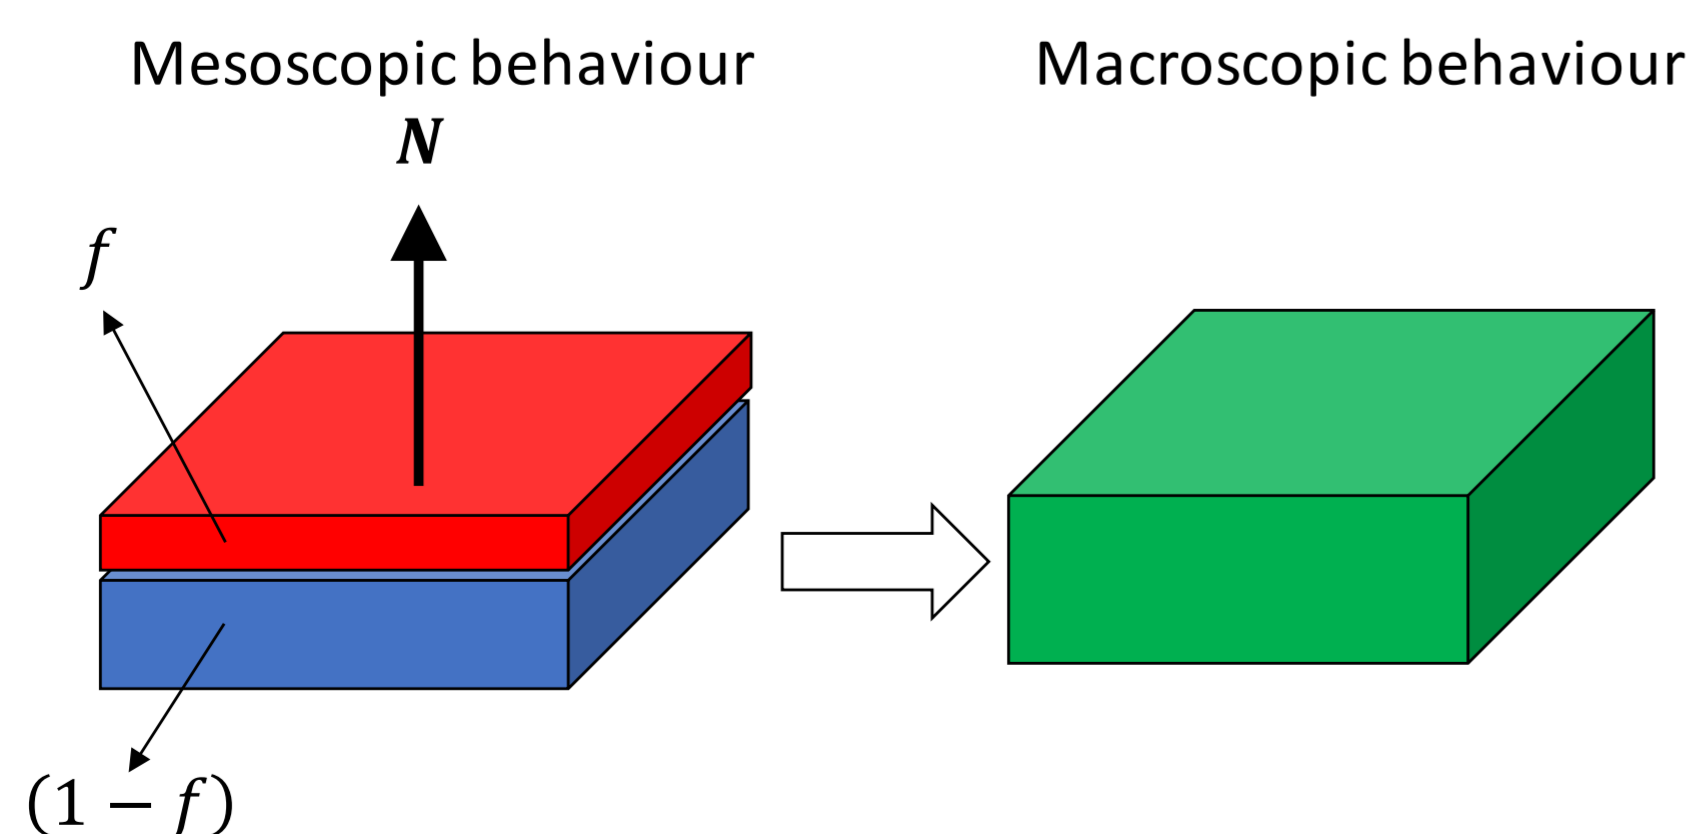 Mesoscopic behaviour
Macroscopic behaviour
N
f
(1 − f)